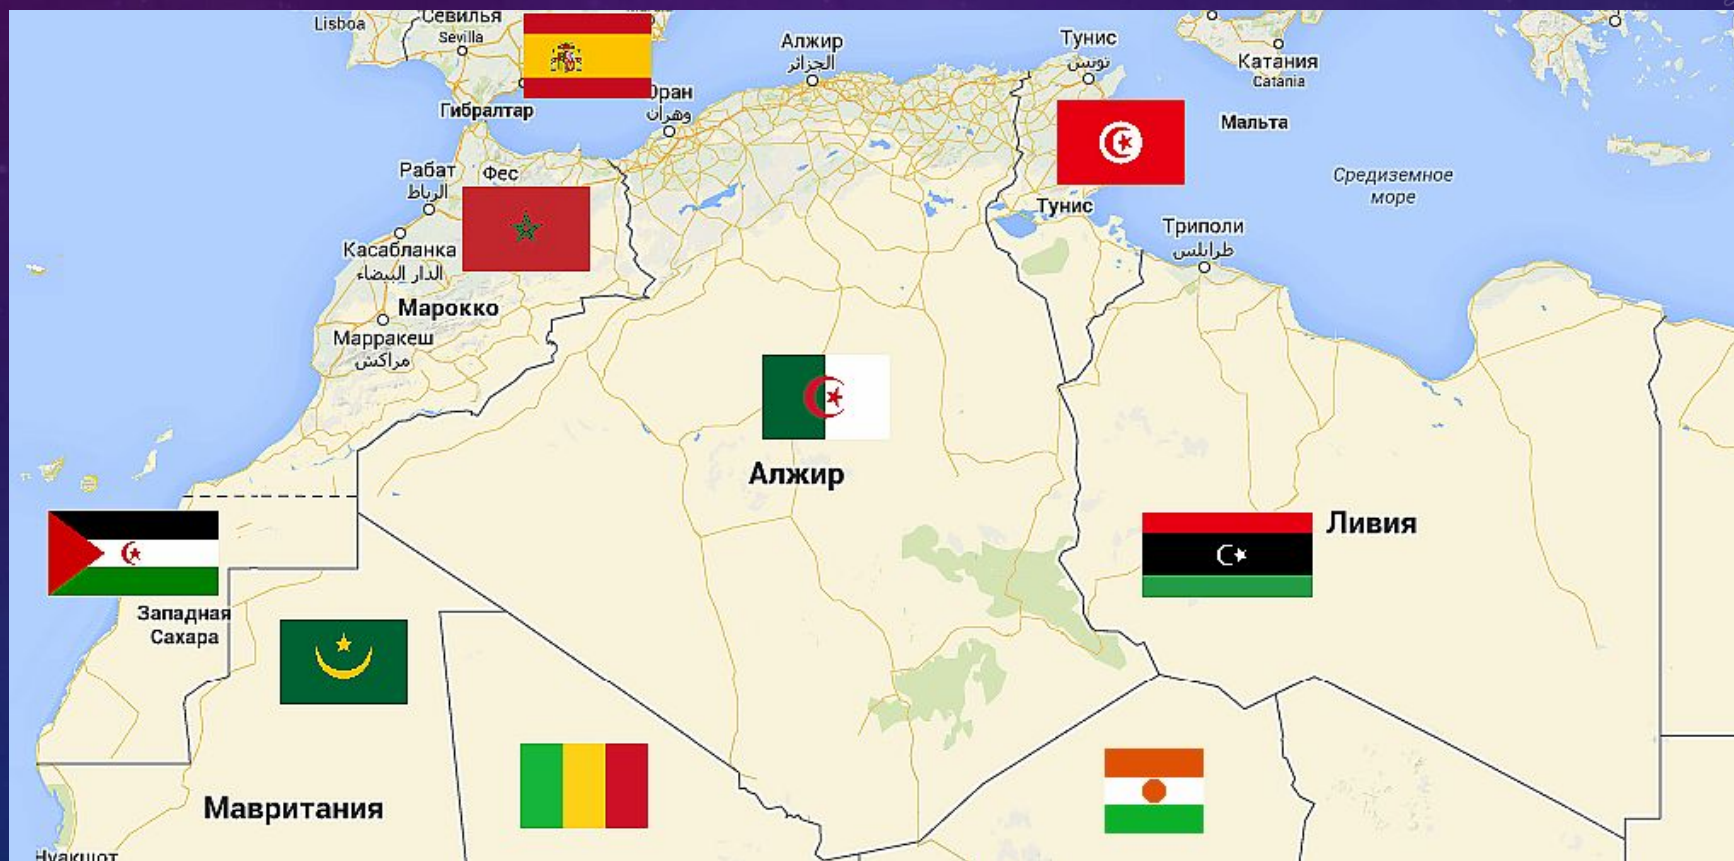 Lisboa
Севилья
Sevilla
Гибралтар
Оран
وهران
Алжир
الجزائر
Тунис
تونس
Катания
Catania
Мальта
Средиземное
море
Рабат
الرباط
Фес
Касабланка
الدار البيضاء
Марокко
Марракеш
مراكش
Тунис
Триполи
طرابلس
Алжир
Ливия
Западная
Сахара
Мавритания
Нуакшот